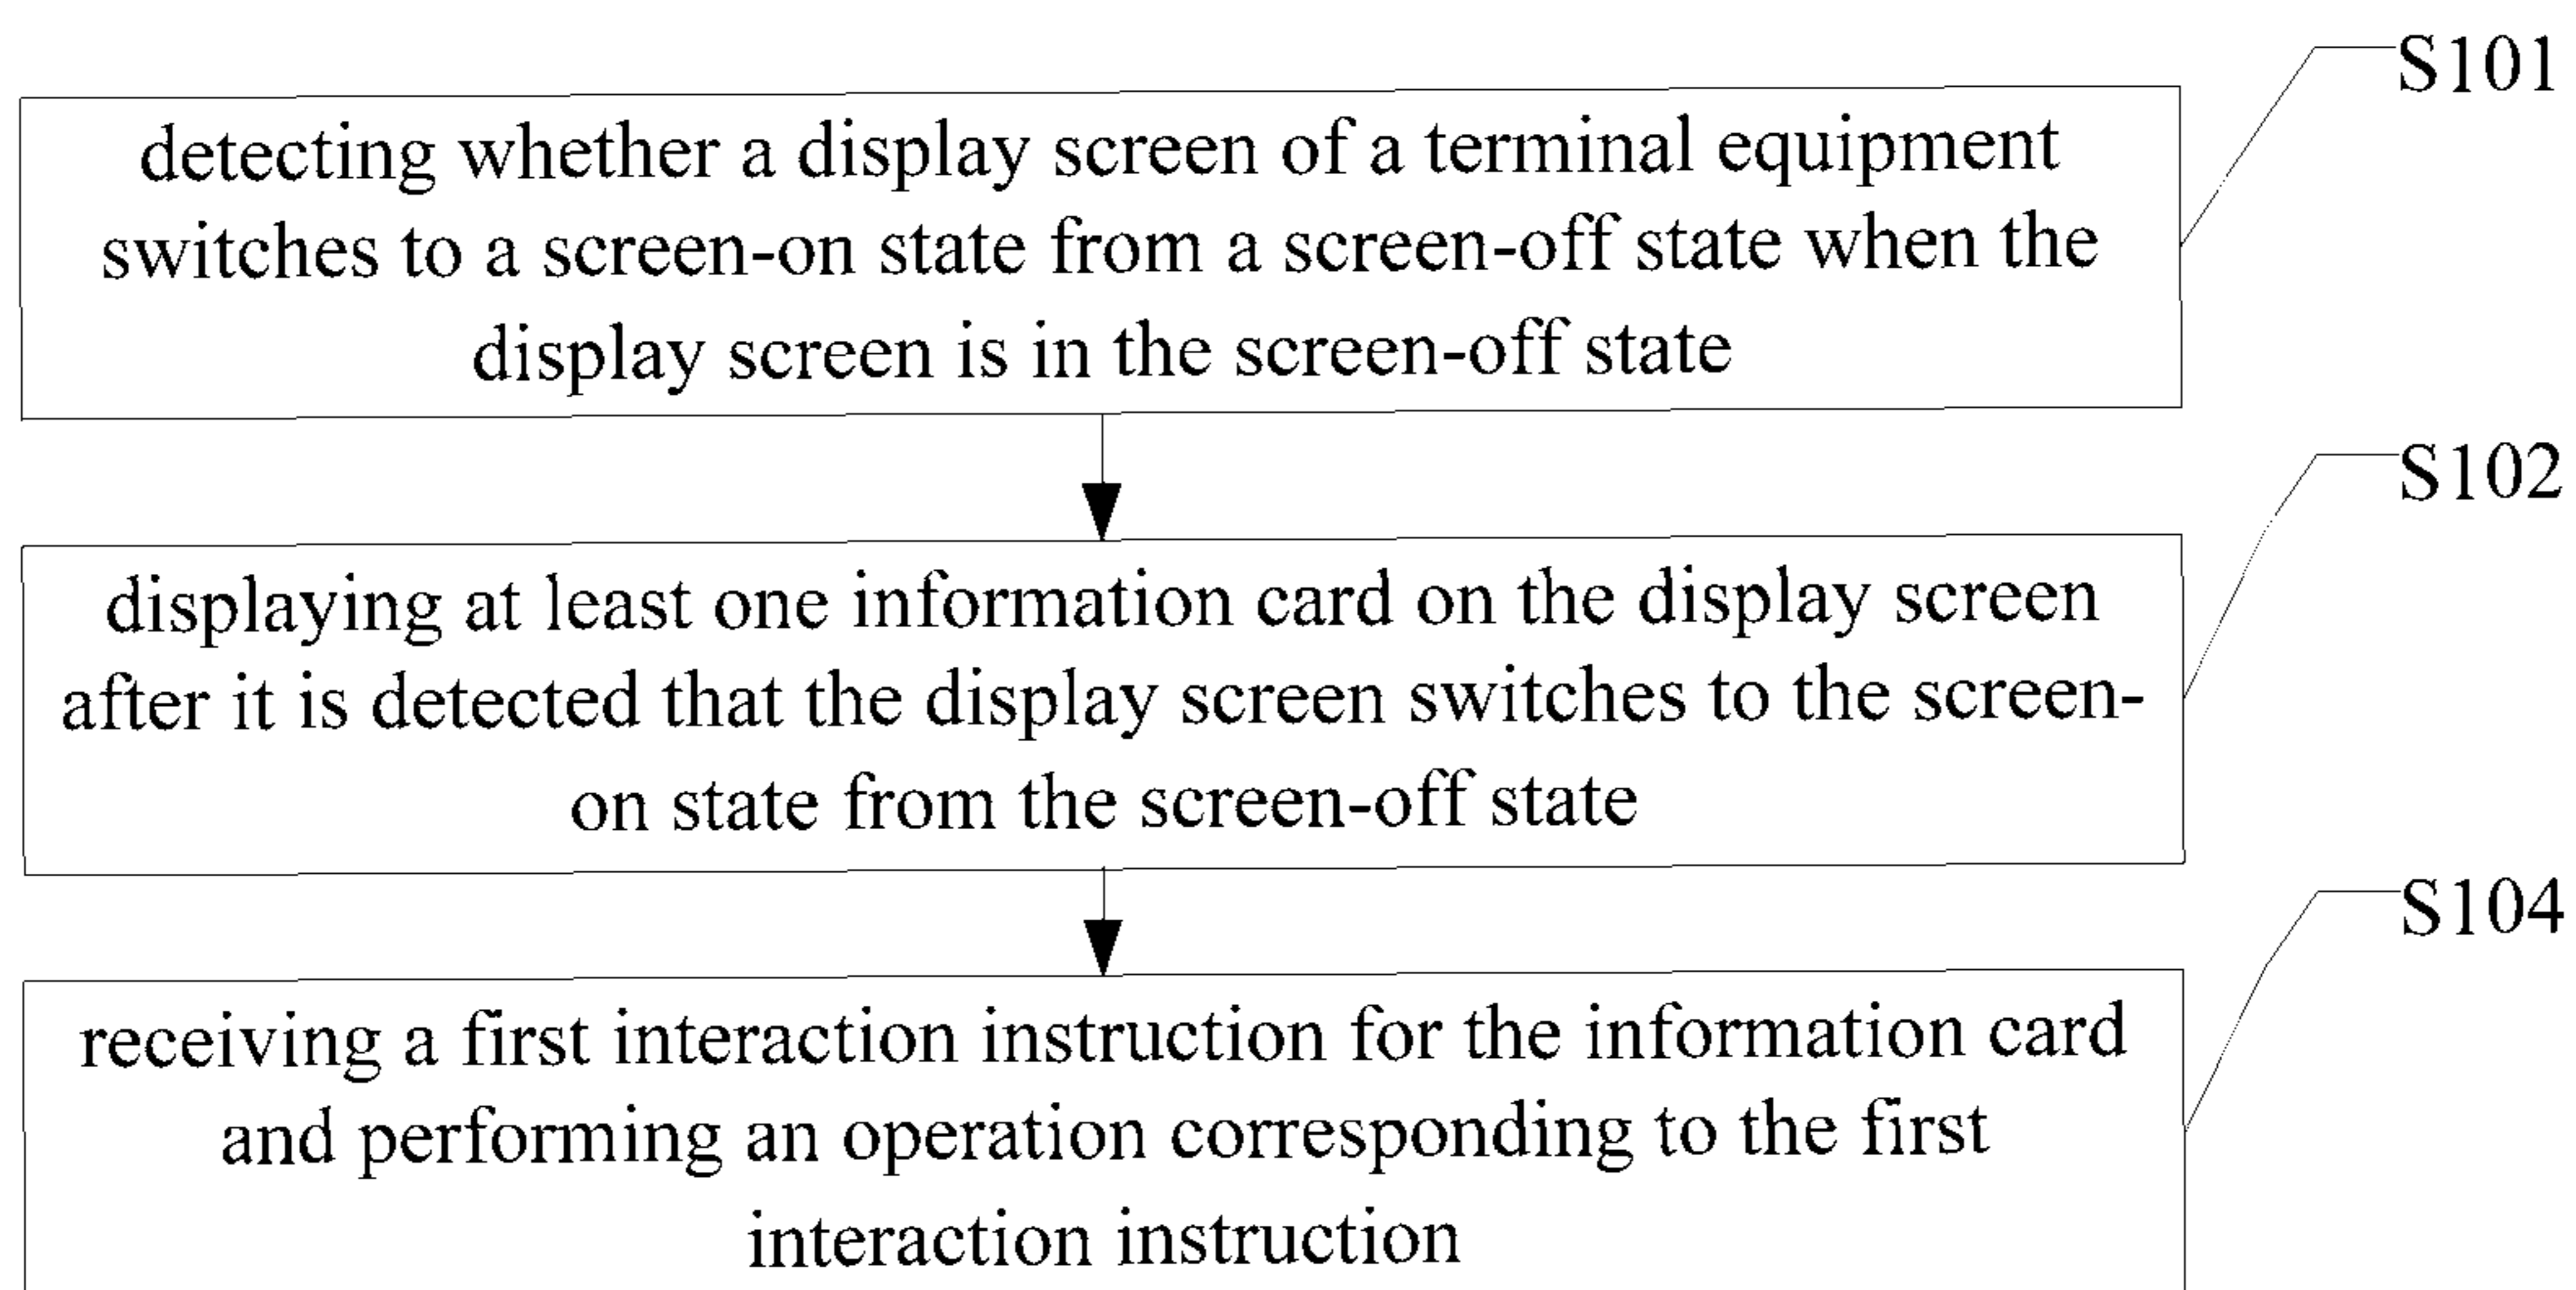 S101
detecting whether a display screen of a terminal equipment
switches to a screen-on state from a screen-off state when the
display screen is in the screen-off state
S102
displaying at least one information card on the display screen
after it is detected that the display screen switches to the screen-
on state from the screen-off state
S104
receiving a first interaction instruction for the information card
and performing an operation corresponding to the first
interaction instruction